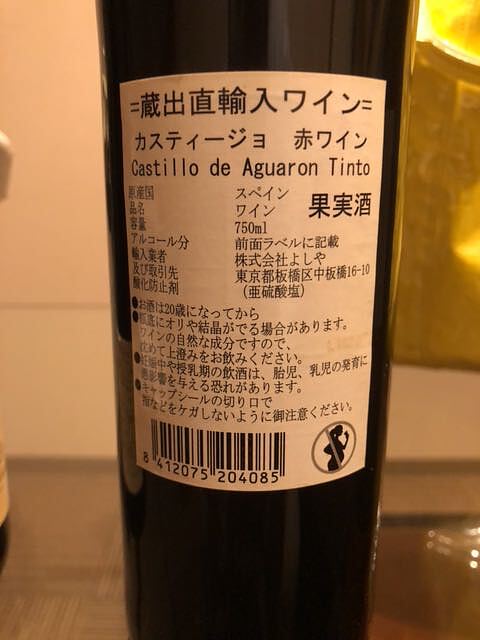 =蔵出直輸入ワイン=
カスティージョ 赤ワイン
Castillo de Aguaron Tinto
原産国 スペイン
品名 ワイン 果実酒
容量 750ml
アルコール分 前面ラベルに記載
輸入業者 株式会社よしや
及び取引先 東京都板橋区中板橋16-10
酸化防止剤 (亜硫酸塩)
●お酒は20歳になってから
●瓶底にオリや結晶がでる場合があります。
ワインの自然な成分ですので、
沈めて上澄みをお飲みください。
●妊娠中や授乳期の飲酒は、胎児、乳児の発育に
悪影響を与える恐れがあります。
●キャップシールの切り口で
指などをケガしないように御注意ください。
8 412075 204085